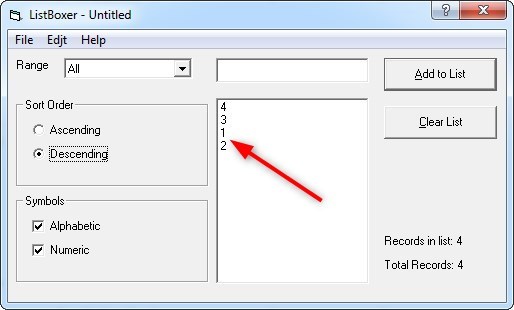 ListBoxer - Untitled
File Edjt Help
Range All
Add to List
Sort Order
Ascending
Descending
4
3
1
2
Clear List
Symbols
Alphabetic
Numeric
Records in list: 4
Total Records: 4